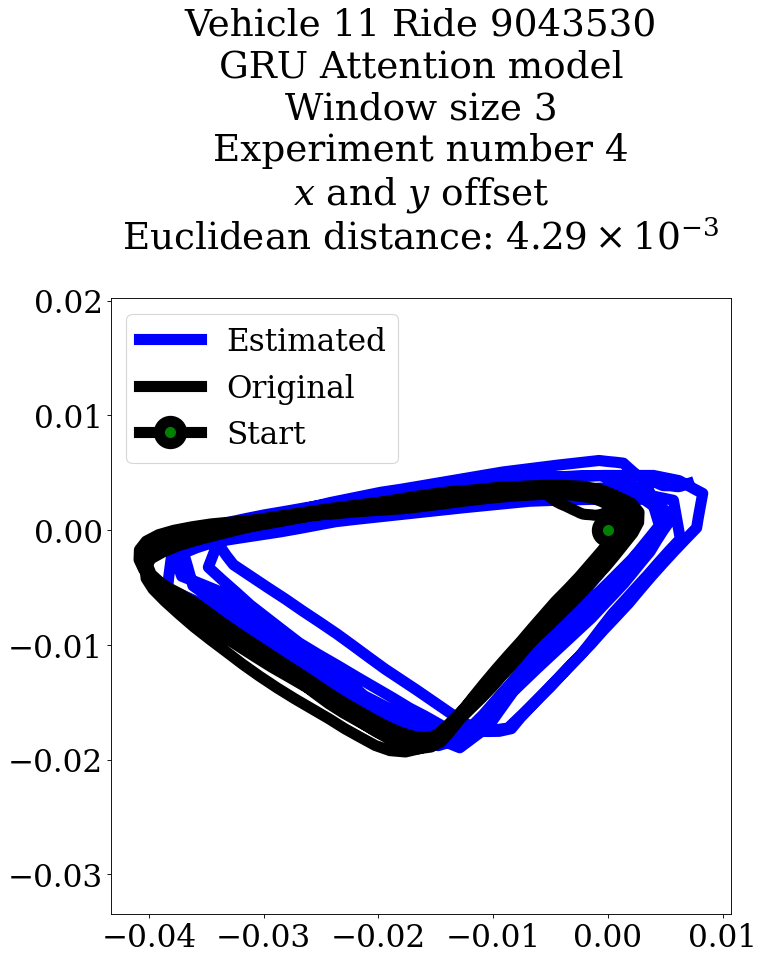 Vehicle 11 Ride 9043530
GRU Attention model
Window size 3
Experiment number 4
x and y offset
Euclidean distance: 4.29 × 10⁻³
0.02
0.01
0.00
−0.01
−0.02
−0.03
Estimated
Original
Start
−0.04 −0.03 −0.02 −0.01 0.00 0.01